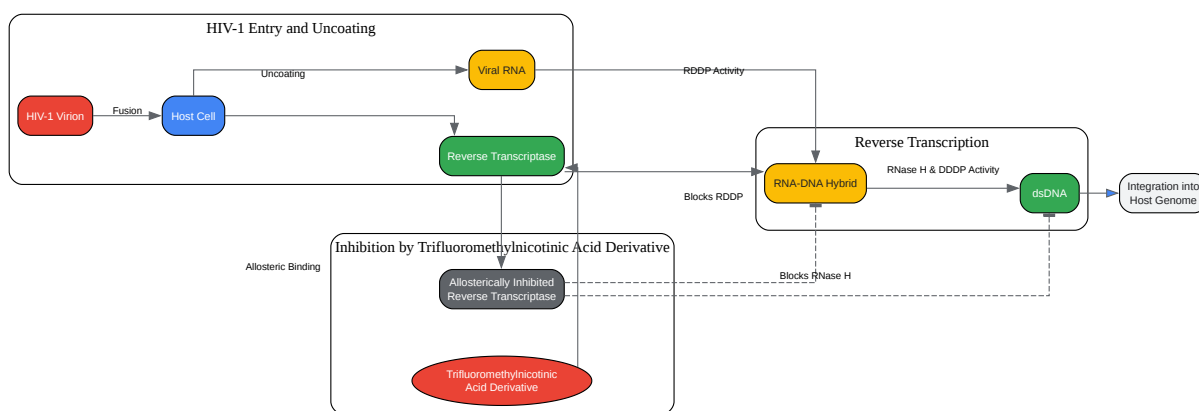 HIV-1 Entry and Uncoating
Viral RNA
Uncoating
RDDP Activity
HIV-1 Virion
Fusion
Host Cell
Reverse Transcriptase
Reverse Transcription
RNA-DNA Hybrid
RNase H & DDDP Activity
dsDNA
Integration into
Host Genome
Blocks RDDP
Inhibition by Trifluoromethylnicotinic Acid Derivative
Allosteric Binding
Allosterically Inhibited
Reverse Transcriptase
Blocks RNase H
Trifluoromethylnicotinic
Acid Derivative